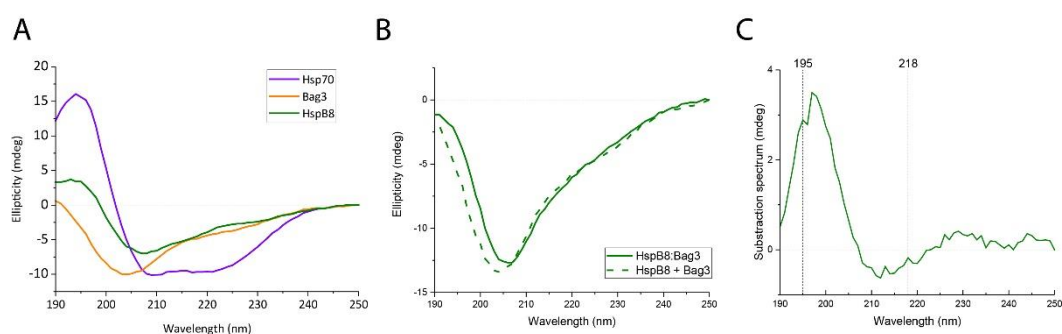 A
Ellipticity (mdeg)
20
15
10
5
0
-5
-10
190 200 210 220 230 240 250
Wavelength (nm)
Hsp70
Bag3
HspB8
B
Ellipticity (mdeg)
0
-5
-10
-15
190 200 210 220 230 240 250
Wavelength (nm)
HspB8:Bag3
HspB8 + Bag3
C
195 218
Substraction spectrum (mdeg)
4
2
0
190 200 210 220 230 240 250
Wavelength (nm)